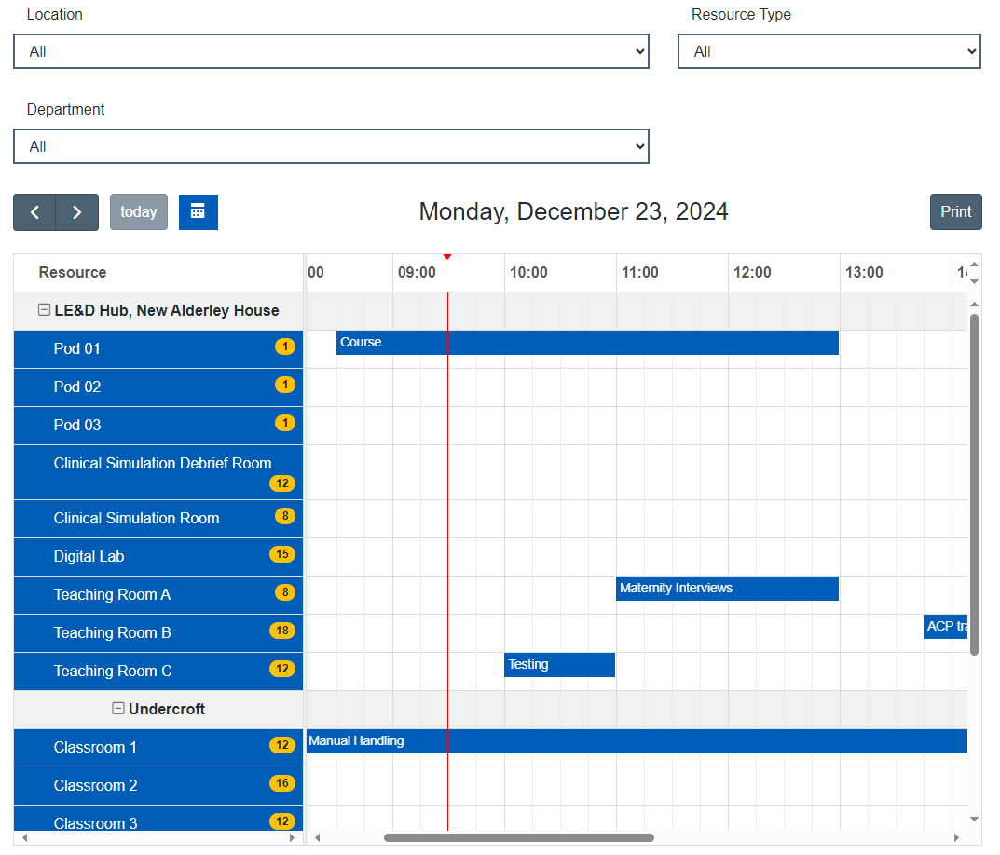 Location
Resource Type
All
All
Department
All
today
Monday, December 23, 2024
Print
Resource
00
09:00
10:00
11:00
12:00
13:00
LE&D Hub, New Alderley House
Pod 01
1
Course
Pod 02
1
Pod 03
1
Clinical Simulation Debrief Room
12
Clinical Simulation Room
8
Digital Lab
15
Teaching Room A
8
Maternity Interviews
Teaching Room B
18
ACP tra
Teaching Room C
12
Testing
Undercroft
Classroom 1
12
Manual Handling
Classroom 2
16
Classroom 3
12